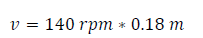 v = 140 rpm * 0.18 m